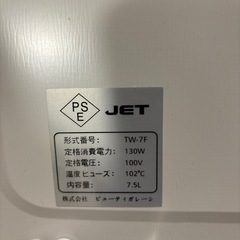 PS
E
JET
形式番号: TW-7F
定格消費電力: 130W
定格電圧: 100V
温度ヒューズ: 102℃
内容量: 7.5L
株式会社 ビューティガレージ